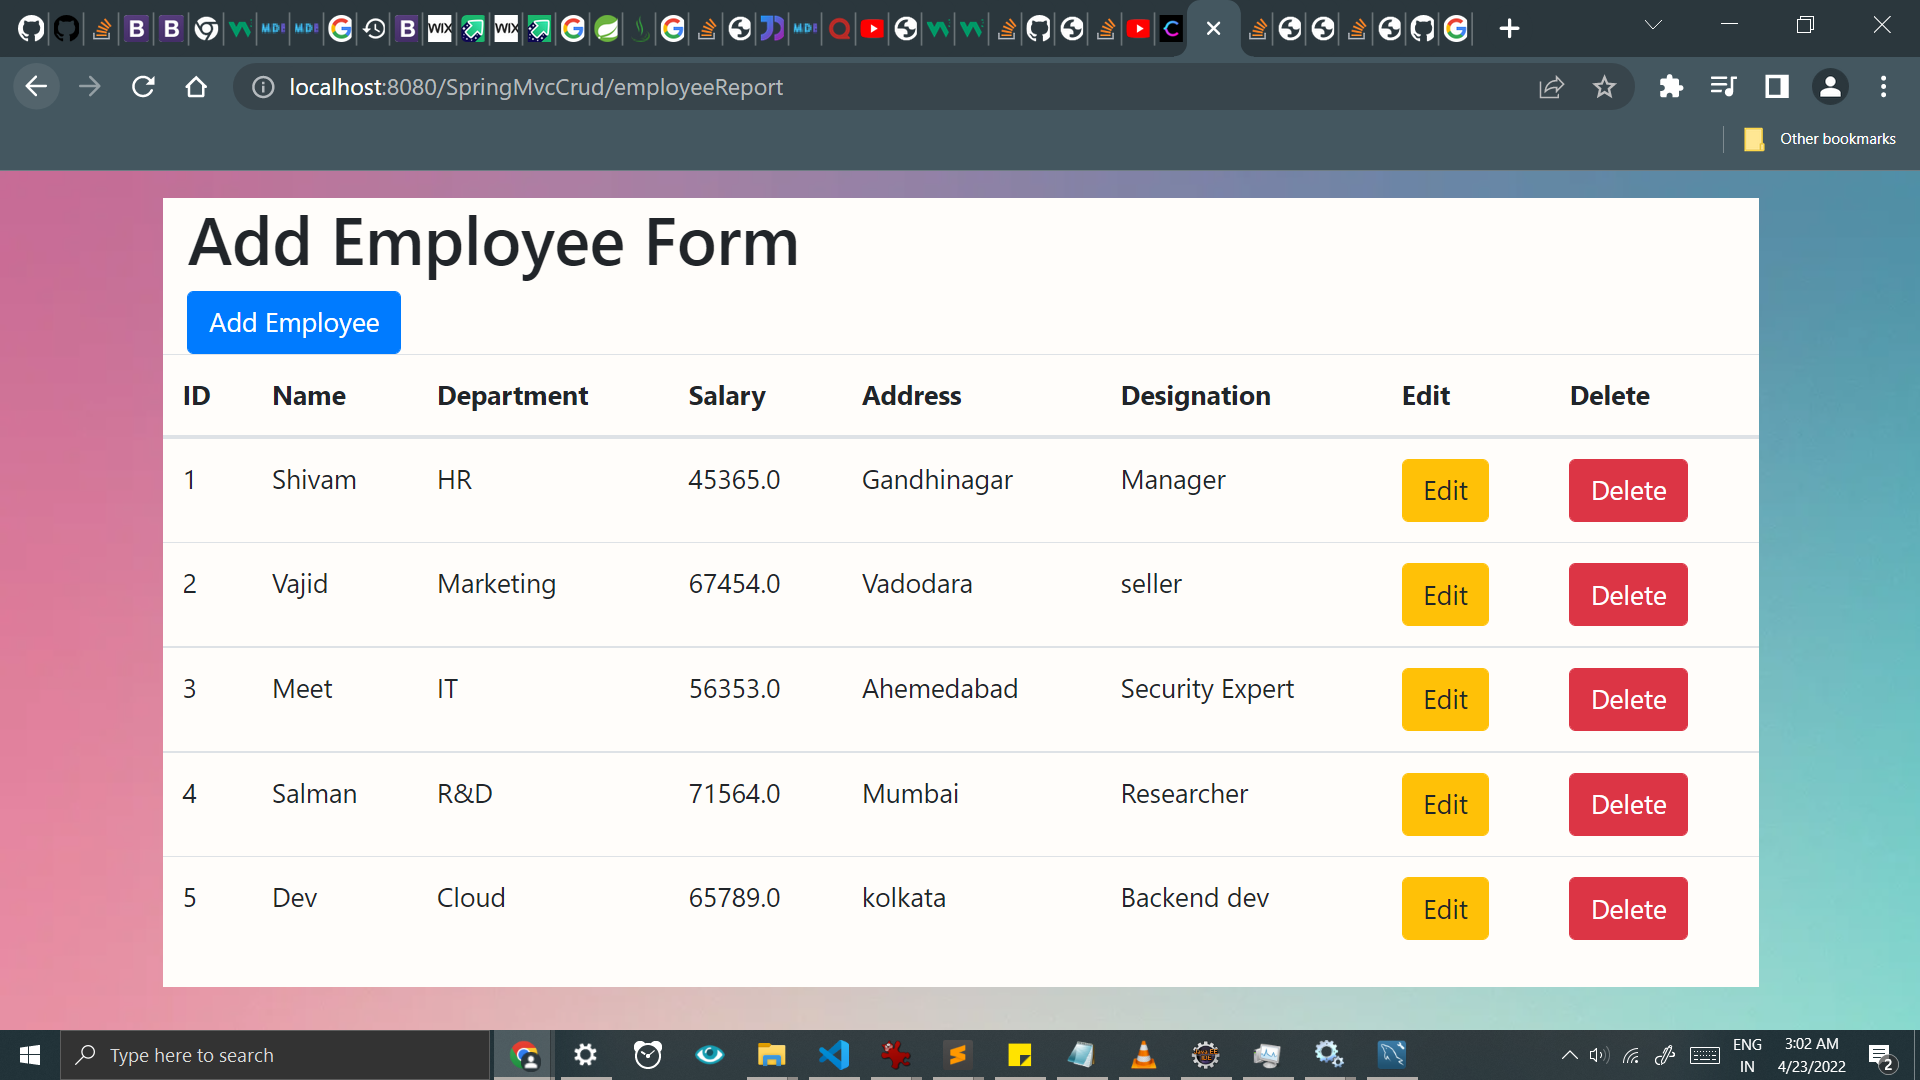 localhost:8080/SpringMvcCrud/employeeReport
Other bookmarks
Add Employee Form
Add Employee
ID Name Department Salary Address Designation Edit Delete
1 Shivam HR 45365.0 Gandhinagar Manager Edit Delete
2 Vajid Marketing 67454.0 Vadodara seller Edit Delete
3 Meet IT 56353.0 Ahemedabad Security Expert Edit Delete
4 Salman R&D 71564.0 Mumbai Researcher Edit Delete
5 Dev Cloud 65789.0 kolkata Backend dev Edit Delete
Type here to search
ENG
IN
3:02 AM
4/23/2022
2